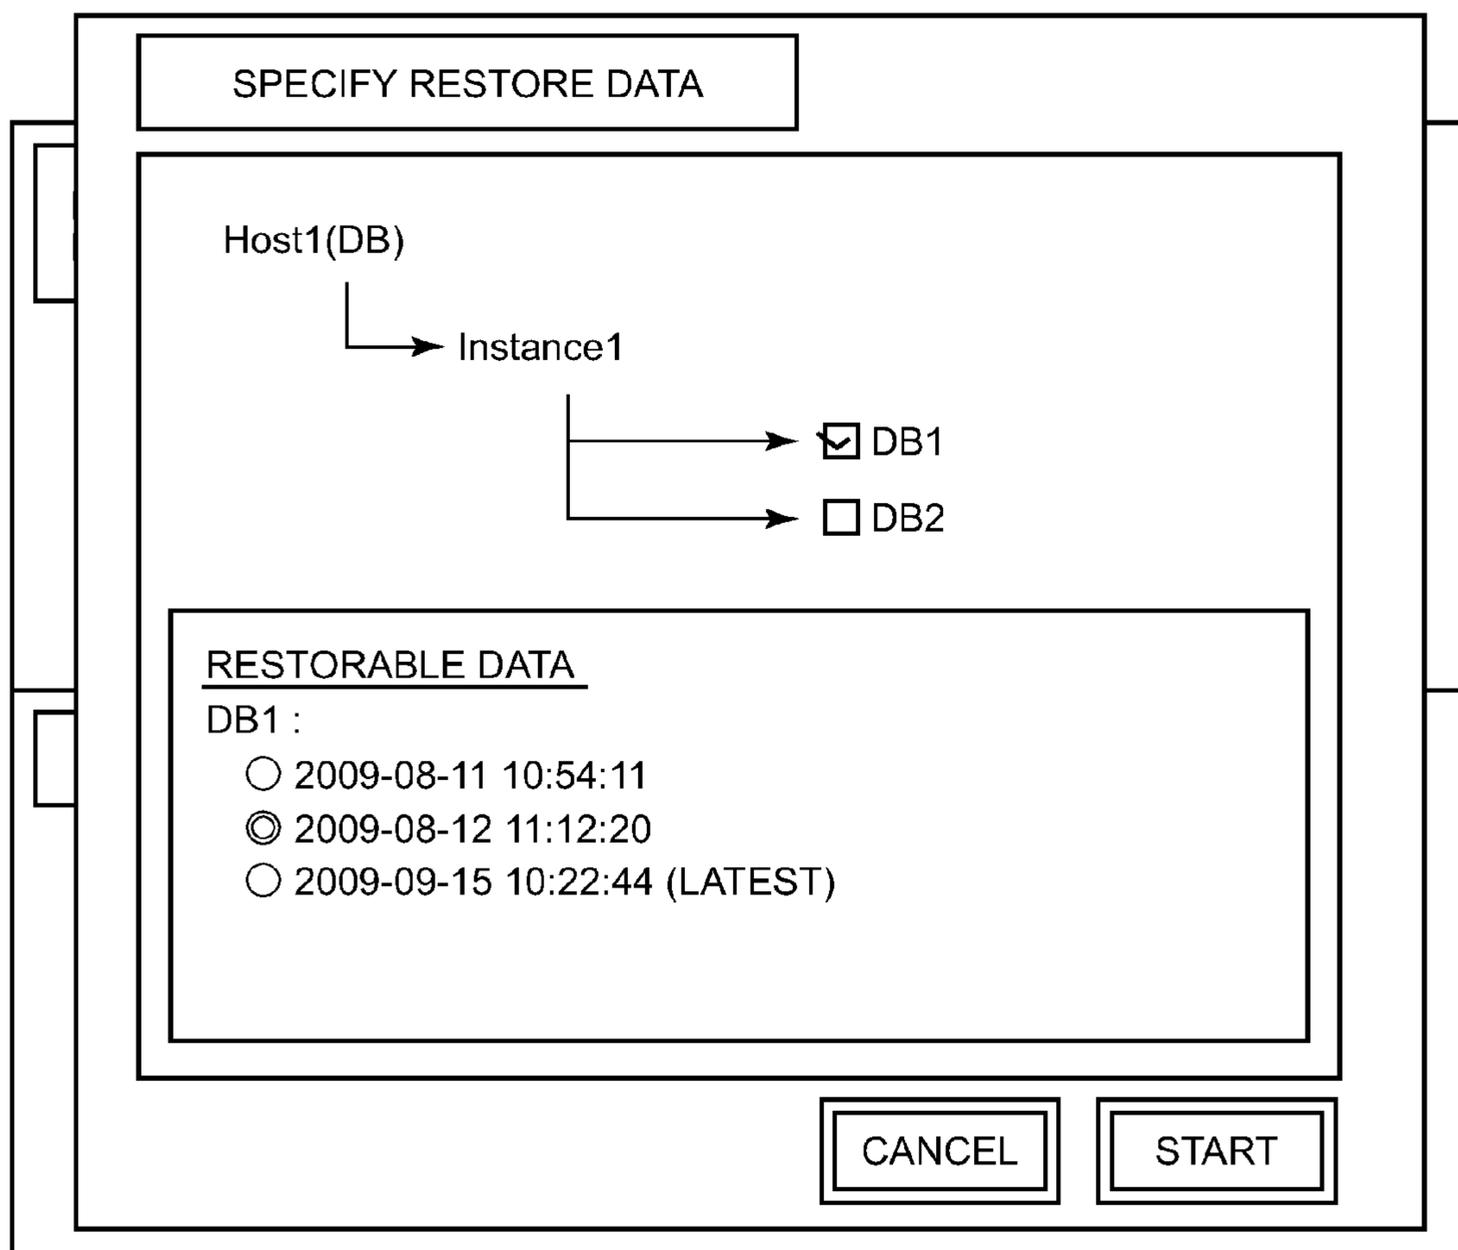 SPECIFY RESTORE DATA
Host1(DB)
Instance1
DB1
DB2
RESTORABLE DATA
DB1 :
2009-08-11 10:54:11
2009-08-12 11:12:20
2009-09-15 10:22:44 (LATEST)
CANCEL
START